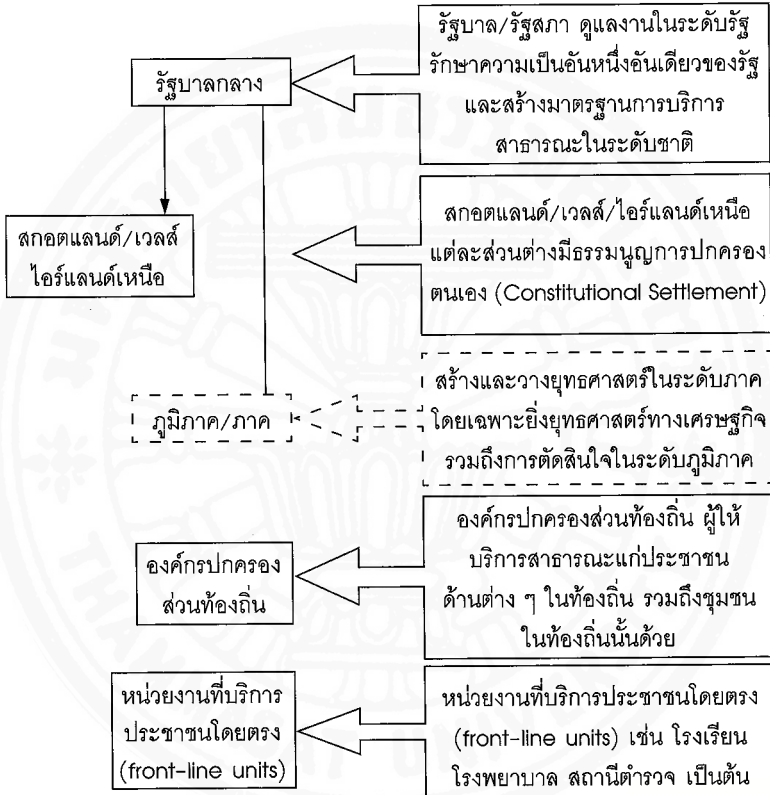 รัฐบาลกลาง
รัฐบาล/รัฐสภา ดูแลงานในระดับรัฐ
รักษาความเป็นอันหนึ่งอันเดียวของรัฐ
และสร้างมาตรฐานการบริการ
สาธารณะในระดับชาติ
สกอตแลนด์/เวลส์
ไอร์แลนด์เหนือ
สกอตแลนด์/เวลส์/ไอร์แลนด์เหนือ
แต่ละส่วนต่างมีธรรมนูญการปกครอง
ตนเอง (Constitutional Settlement)
ภูมิภาค/ภาค
สร้างและวางยุทธศาสตร์ในระดับภาค
โดยเฉพาะยิ่งยุทธศาสตร์ทางเศรษฐกิจ
รวมถึงการตัดสินใจในระดับภูมิภาค
องค์กรปกครอง
ส่วนท้องถิ่น
องค์กรปกครองส่วนท้องถิ่น ผู้ให้
บริการสาธารณะแก่ประชาชน
ด้านต่าง ๆ ในท้องถิ่น รวมถึงชุมชน
ในท้องถิ่นนั้นด้วย
หน่วยงานที่บริการ
ประชาชนโดยตรง
(front-line units)
หน่วยงานที่บริการประชาชนโดยตรง
(front-line units) เช่น โรงเรียน
โรงพยาบาล สถานีตำรวจ เป็นต้น